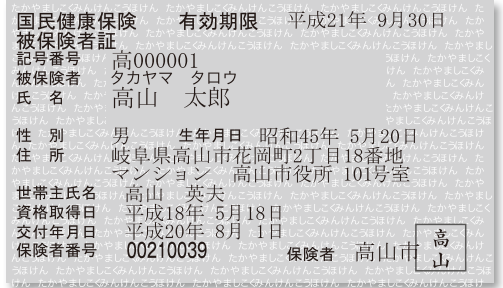 国民健康保険 有効期限 平成21年 9月30日
被保険者証
記号番号 高000001
被保険者 タカヤマ タロウ
氏 名 高山 太郎
性 別 男 生年月日 昭和45年 5月20日
住 所 岐阜県高山市花岡町2丁目18番地
マンション 高山市役所 101号室
世帯主氏名 高山 英夫
資格取得日 平成18年 5月18日
交付年月日 平成20年 8月 1日
保険者番号 00210039 保険者 高山市 高山